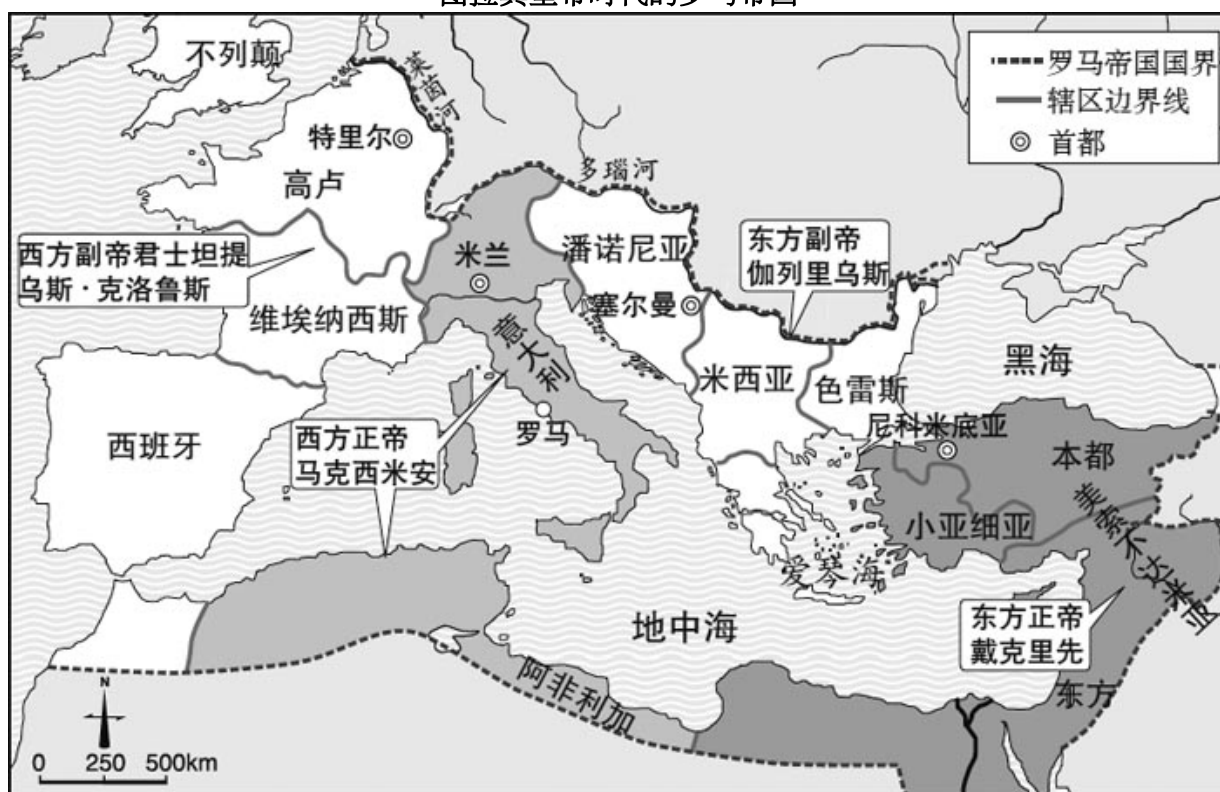 罗马帝国国界
辖区边界线
首都
不列颠
莱茵河
特里尔
高卢
多瑙河
西方副帝君士坦提
乌斯·克洛鲁斯
米兰
潘诺尼亚
东方副帝
伽列里乌斯
塞尔曼
维埃纳西斯
意大利
米西亚
色雷斯
黑海
罗马
尼科米底亚
西班牙
西方正帝
马克西米安
本都
小亚细亚
美索不达米亚
爱琴海
地中海
东方正帝
戴克里先
阿非利加
东方
N
0 250 500km